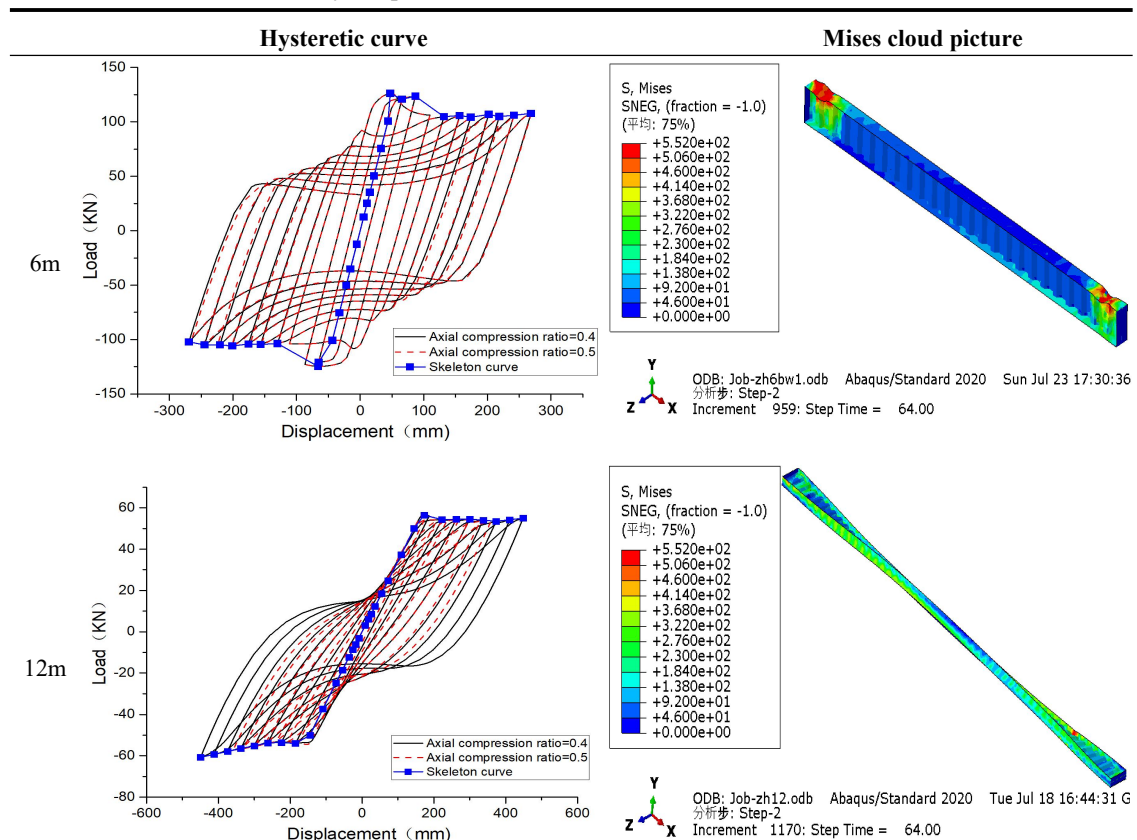 Hysteretic curve Mises cloud picture
6m
150
100
50
0
-50
-100
-150
Load（KN）
-300 -200 -100 0 100 200 300
Displacement（mm)
Axial compression ratio=0.4
Axial compression ratio=0.5
Skeleton curve
S, Mises
SNEG, (fraction = -1.0)
(平均: 75%)
+5.520e+02
+5.060e+02
+4.600e+02
+4.140e+02
+3.680e+02
+3.220e+02
+2.760e+02
+2.300e+02
+1.840e+02
+1.380e+02
+9.200e+01
+4.600e+01
+0.000e+00
Y
Z X
ODB: Job-zh6bw1.odb Abaqus/Standard 2020 Sun Jul 23 17:30:36
分析步: Step-2
Increment 959: Step Time = 64.00
12m
60
40
20
0
-20
-40
-60
-80
Load（KN）
-600 -400 -200 0 200 400 600
Displacement（mm)
Axial compression ratio=0.4
Axial compression ratio=0.5
Skeleton curve
S, Mises
SNEG, (fraction = -1.0)
(平均: 75%)
+5.520e+02
+5.060e+02
+4.600e+02
+4.140e+02
+3.680e+02
+3.220e+02
+2.760e+02
+2.300e+02
+1.840e+02
+1.380e+02
+9.200e+01
+4.600e+01
+0.000e+00
Y
Z X
ODB: Job-zh12.odb Abaqus/Standard 2020 Tue Jul 18 16:44:31 G
分析步: Step-2
Increment 1170: Step Time = 64.00